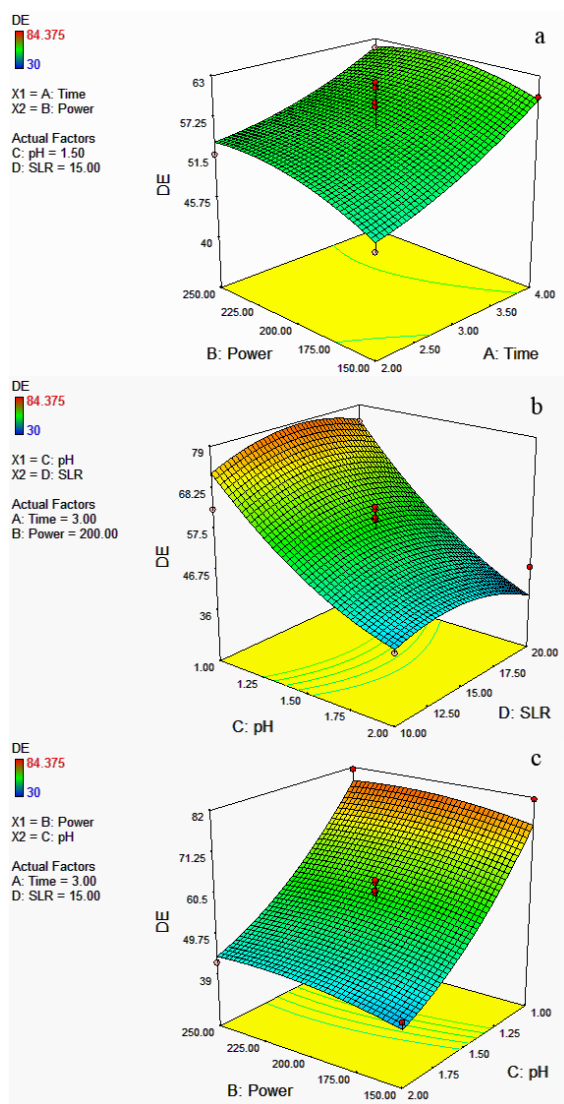 DE
84.375
30
X1 = A: Time
X2 = B: Power
Actual Factors
C: pH = 1.50
D: SLR = 15.00
a
63
57.25
51.5
45.75
40
DE
250.00
225.00
200.00
175.00
150.00
B: Power
4.00
3.50
3.00
2.50
2.00
A: Time
DE
84.375
30
X1 = C: pH
X2 = D: SLR
Actual Factors
A: Time = 3.00
B: Power = 200.00
b
79
68.25
57.5
46.75
36
DE
1.00
1.25
1.50
1.75
2.00
C: pH
20.00
17.50
15.00
12.50
10.00
D: SLR
DE
84.375
30
X1 = B: Power
X2 = C: pH
Actual Factors
A: Time = 3.00
D: SLR = 15.00
c
82
71.25
60.5
49.75
39
DE
250.00
225.00
200.00
175.00
150.00
B: Power
1.00
1.25
1.50
1.75
2.00
C: pH